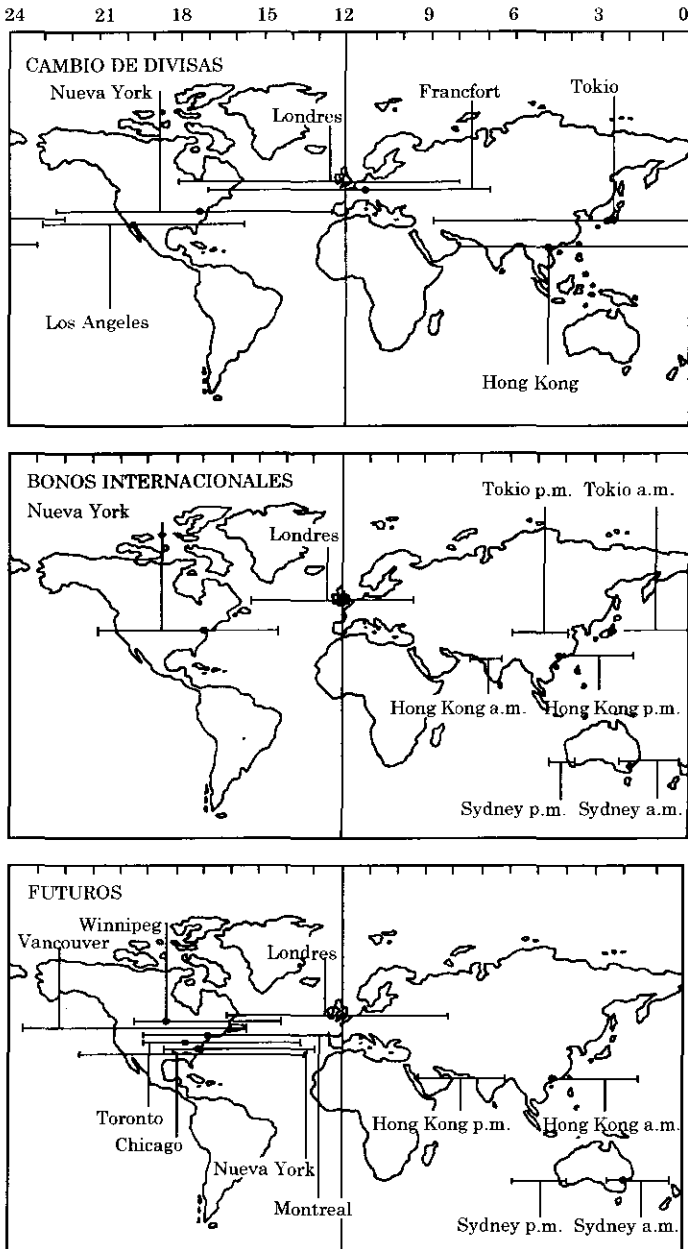 24 21 18 15 12 9 6 3 0
CAMBIO DE DIVISAS
Nueva York
Francfort
Tokio
Londres
Los Angeles
Hong Kong
BONOS INTERNACIONALES
Tokio p.m. Tokio a.m.
Nueva York
Londres
Hong Kong a.m. Hong Kong p.m.
Sydney p.m. Sydney a.m.
FUTUROS
Winnipeg
Vancouver
Londres
Toronto
Hong Kong p.m. Hong Kong a.m.
Chicago
Nueva York
Montreal
Sydney p.m. Sydney a.m.